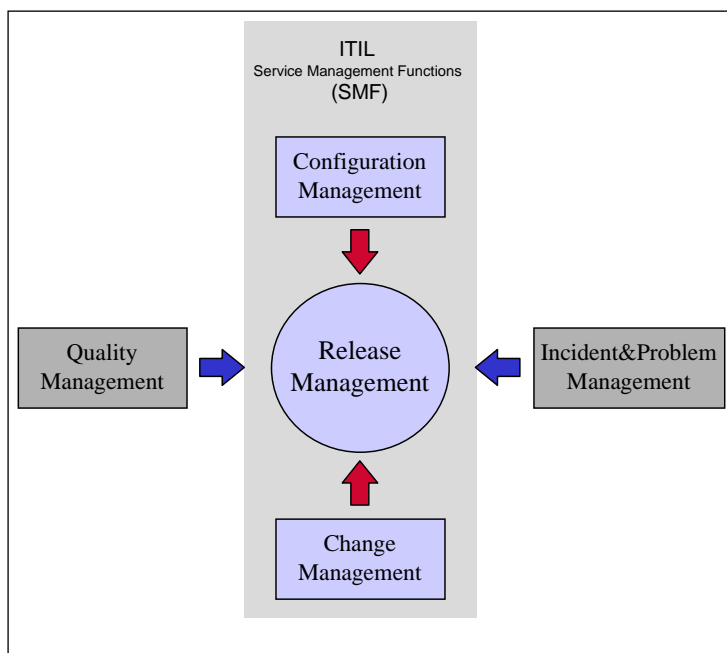 ITIL
Service Management Functions
(SMF)
Configuration
Management
Quality
Management
Release
Management
Incident&Problem
Management
Change
Management